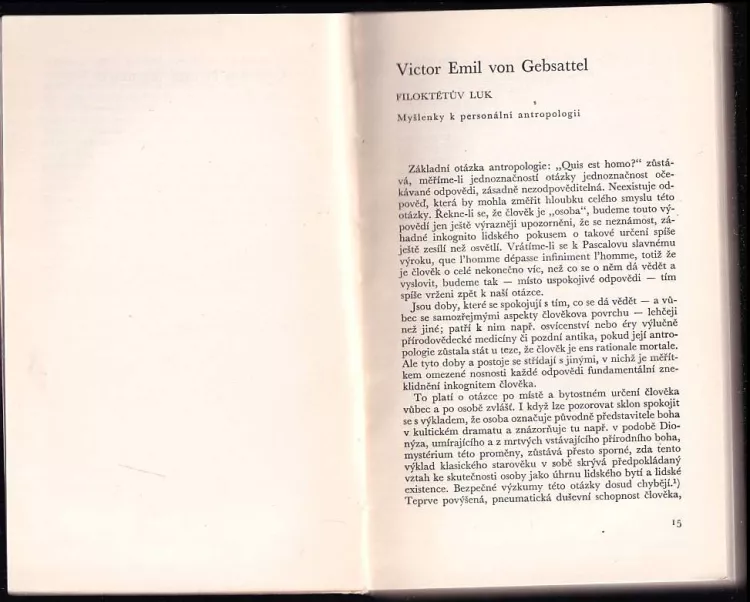 Victor Emil von Gebsattel
FILOKTÉTŮV LUK
Myšlenky k personální antropologii
Základní otázka antropologie: „Quis est homo?“ zůstá-
vá, měříme-li jednoznačností otázky jednoznačnost oče-
kávané odpovědi, zásadně nezodpověditelná. Neexistuje od-
pověď, která by mohla změřit hloubku celého smyslu této
otázky. Řekne-li se, že člověk je „osoba“, budeme touto vý-
povědí jen ještě výrazněji upozorněni, že se neznámost, zá-
hadné inkognito lidského pokusem o takové určení spíše
ještě zesílí než osvětlí. Vrátíme-li se k Pascalovu slavnému
výroku, que l'homme dépasse infiniment l'homme, totiž že
je člověk o celé nekonečno víc, než co se o něm dá vědět a
vyslovit, budeme tak — místo uspokojivé odpovědi — tím
spíše vrženi zpět k naší otázce.
Jsou doby, které se spokojují s tím, co se dá vědět — a vů-
bec se samozřejmými aspekty člověkova povrchu — lehčeji
než jiné; patří k nim např. osvícenství nebo éry výlučně
přírodovědecké medicíny či pozdní antika, pokud její antro-
pologie zůstala stát u teze, že člověk je ens rationale mortale.
Ale tyto doby a postoje se střídají s jinými, v nichž je měřít-
kem omezené nosnosti každé odpovědi fundamentální zne-
klidnění inkognitem člověka.
To platí o otázce po místě a bytostném určení člověka
vůbec a po osobě zvlášť. I když lze pozorovat sklon spokojit
se s výkladem, že osoba označuje původně představitele boha
v kultickém dramatu a znázorňuje tu např. v podobě Dio-
nýza, umírajícího a z mrtvých vstávajícího přírodního boha,
mystérium této proměny, zůstává přesto sporné, zda tento
výklad klasického starověku v sobě skrývá předpokládaný
vztah ke skutečnosti osoby jako úhrnu lidského bytí a lidské
existence. Bezpečné výzkumy této otázky dosud chybějí.¹)
Teprve povýšená, pneumatická duševní schopnost člověka,
15